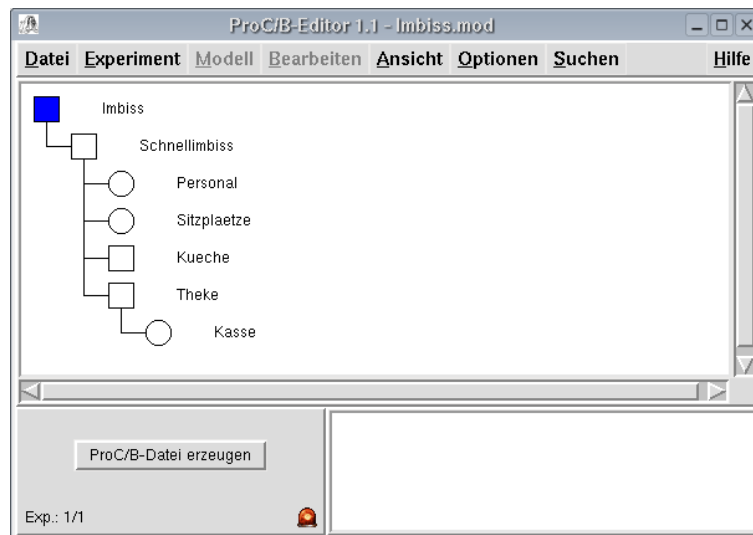 ProC/B-Editor 1.1 - Imbiss.mod
Datei Experiment Modell Bearbeiten Ansicht Optionen Suchen Hilfe
Imbiss
Schnellimbiss
Personal
Sitzplaetze
Kueche
Theke
Kasse
ProC/B-Datei erzeugen
Exp.: 1/1